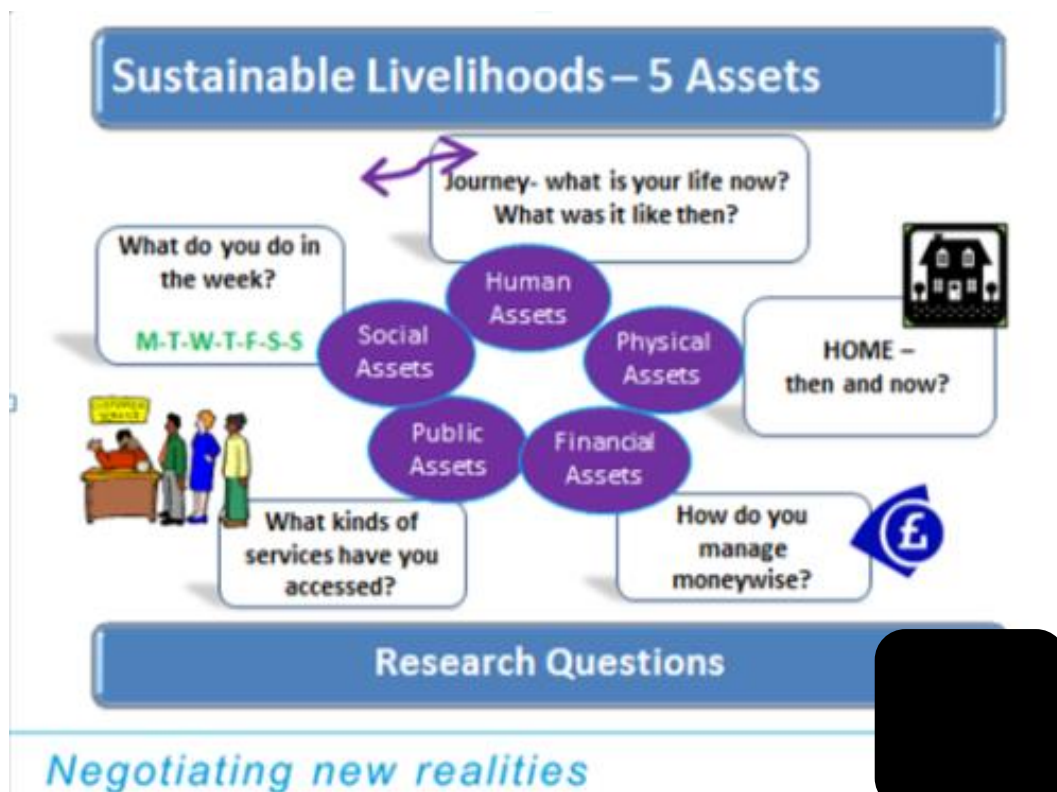 Sustainable Livelihoods – 5 Assets
Journey- what is your life now?
What was it like then?
What do you do in
the week?
M-T-W-T-F-S-S
Human
Assets
Social
Assets
Physical
Assets
HOME –
then and now?
CUSTOMER
SERVICE
Public
Assets
Financial
Assets
What kinds of
services have you
accessed?
How do you
manage
moneywise?
£
Research Questions
Negotiating new realities